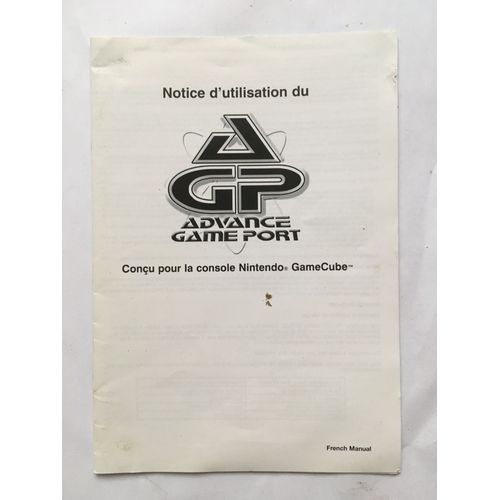 Notice d'utilisation du
AGP
ADVANCE
GAME PORT
Conçu pour la console Nintendo® GameCube™
French Manual